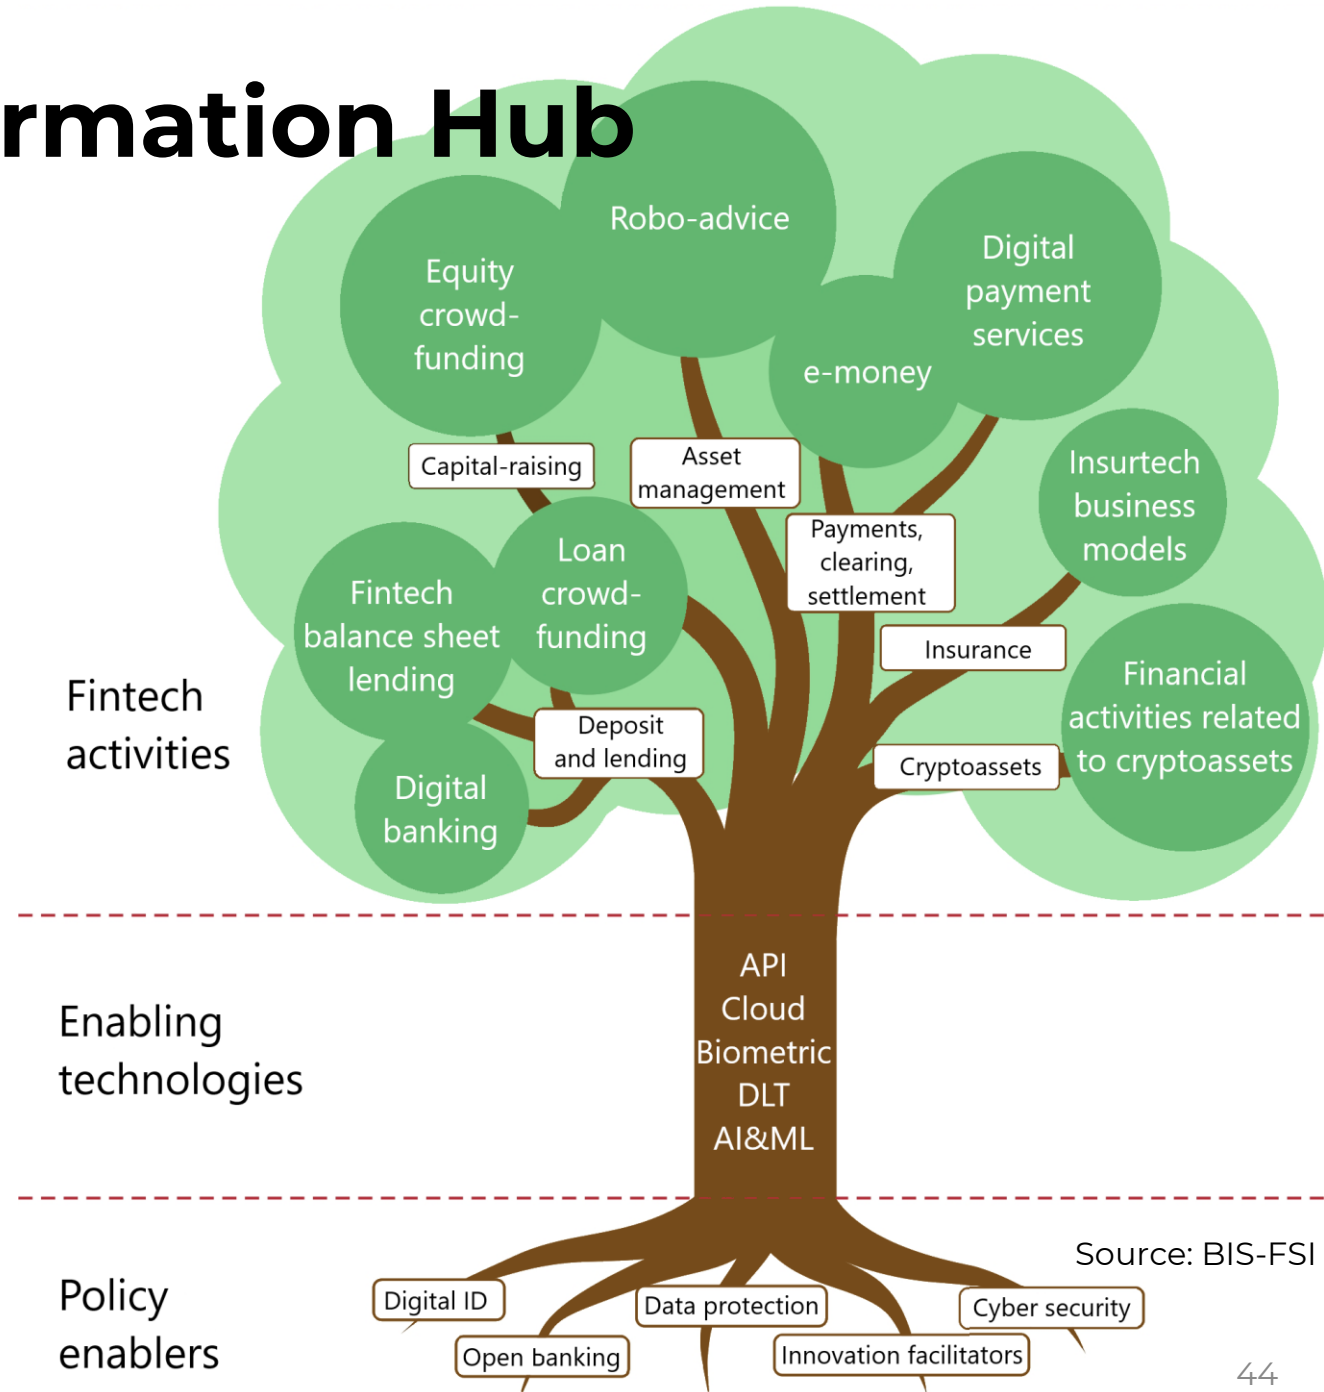 rmation Hub
Robo-advice
Equity
crowd-
funding
Digital
payment
services
e-money
Capital-raising
Asset
management
Insurtech
business
models
Payments,
clearing,
settlement
Loan
crowd-
funding
Fintech
balance sheet
lending
Insurance
Financial
activities related
to cryptoassets
Deposit
and lending
Cryptoassets
Digital
banking
Fintech
activities
Enabling
technologies
API
Cloud
Biometric
DLT
AI&ML
Source: BIS-FSI
Policy
enablers
Digital ID
Data protection
Cyber security
Open banking
Innovation facilitators
44